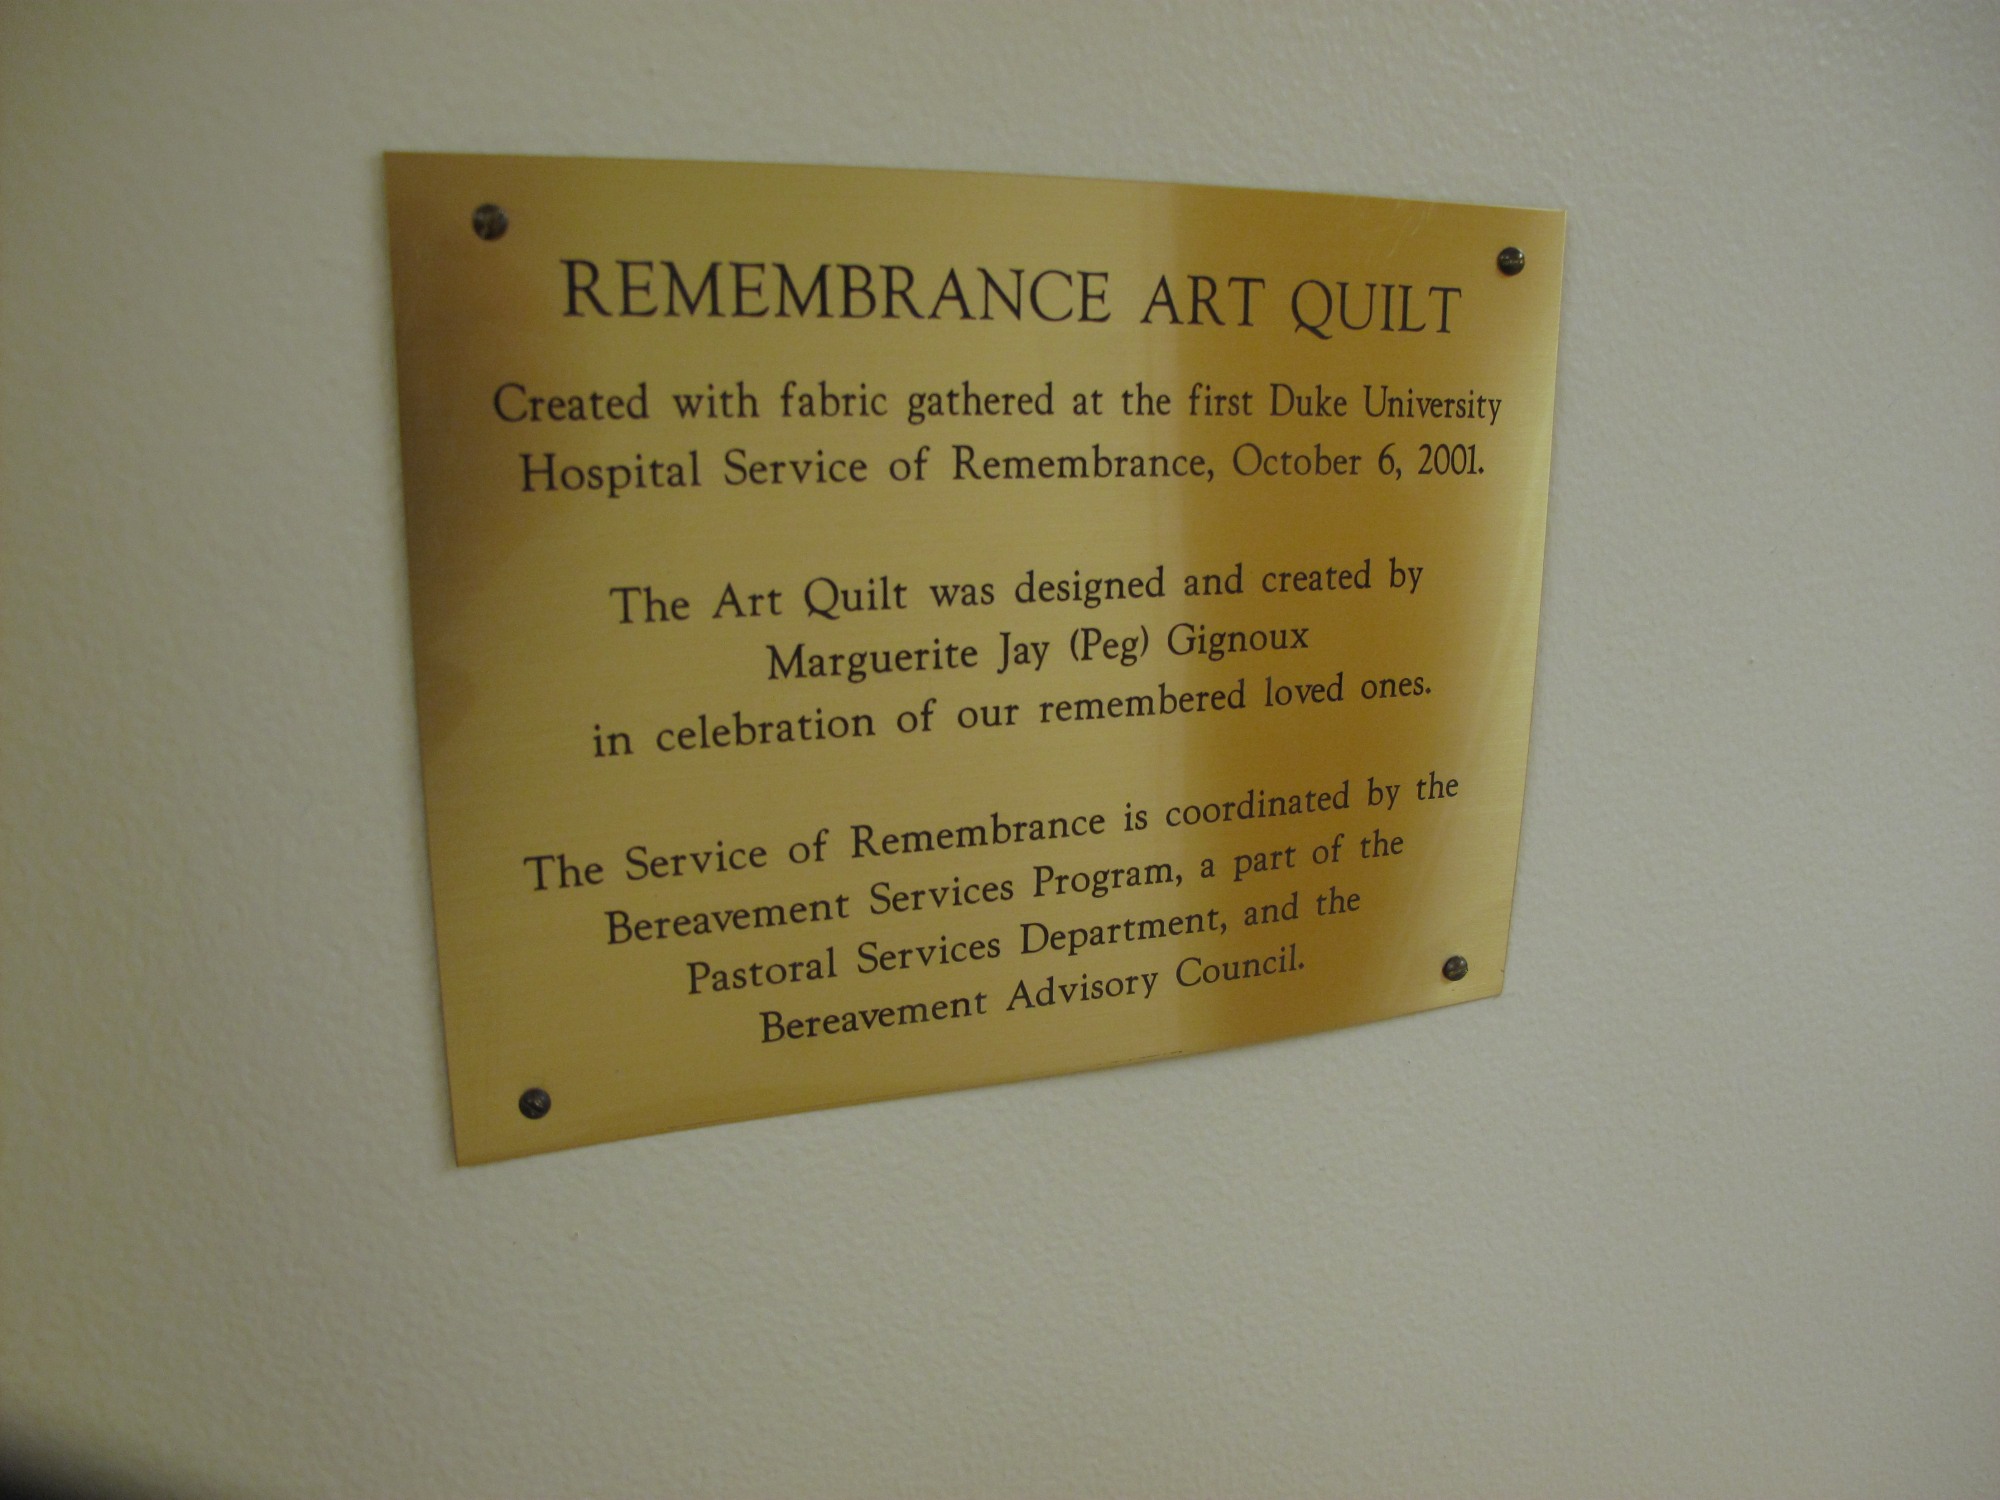 REMEMBRANCE ART QUILT
Created with fabric gathered at the first Duke University
Hospital Service of Remembrance, October 6, 2001.
The Art Quilt was designed and created by
Marguerite Jay (Peg) Gignoux
in celebration of our remembered loved ones.
The Service of Remembrance is coordinated by the
Bereavement Services Program, a part of the
Pastoral Services Department, and the
Bereavement Advisory Council.